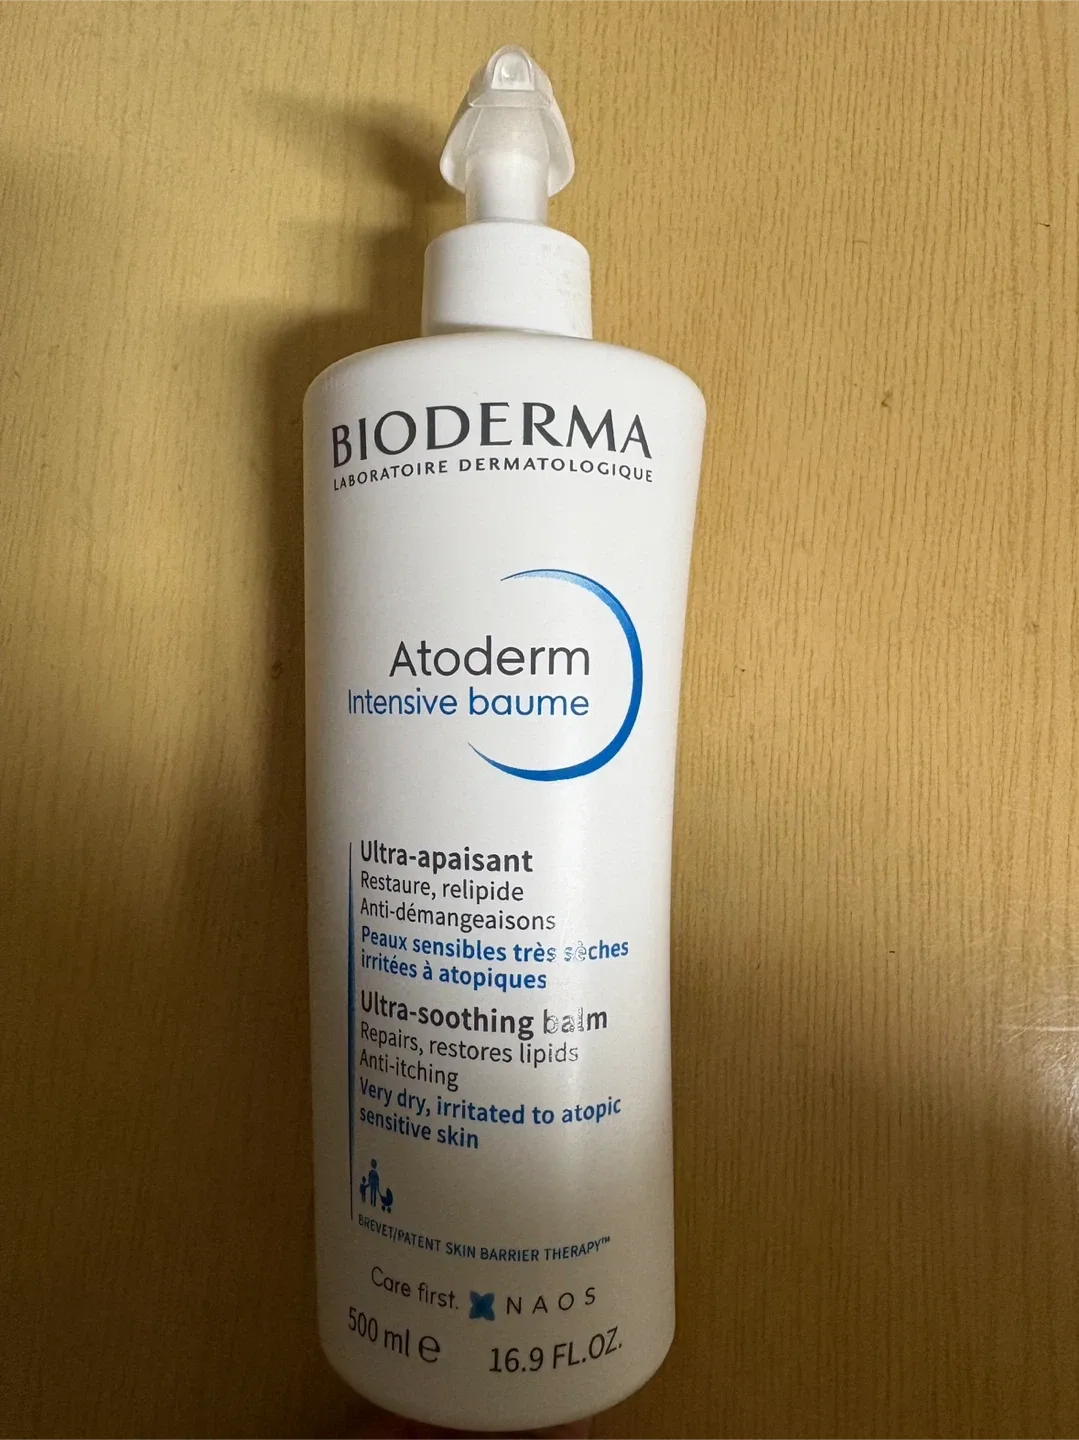 BIODERMA
LABORATOIRE DERMATOLOGIQUE
Atoderm
Intensive baume
Ultra-apaisant
Restaure, relipide
Anti-démangeaisons
Peaux sensibles très sèches
irritées à atopiques
Ultra-soothing balm
Repairs, restores lipids
Anti-itching
Very dry, irritated to atopic
sensitive skin
BREVET/PATENT SKIN BARRIER THERAPY™
Care first. NAOS
500 ml ℮ 16.9 FL.OZ.